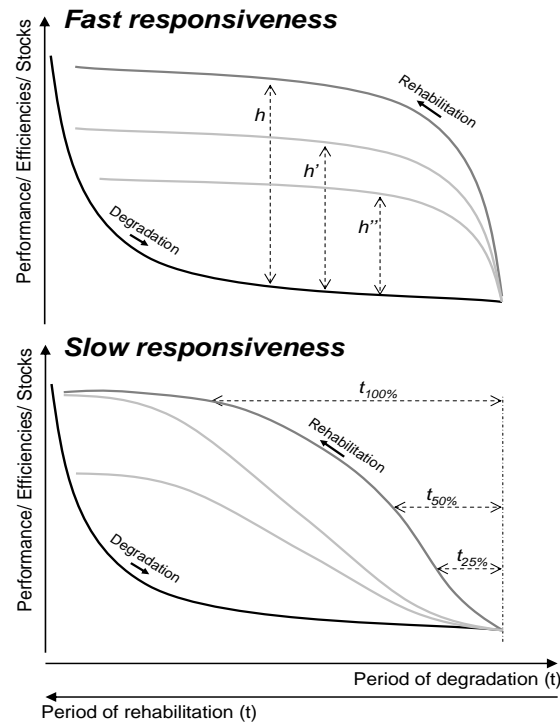 Fast responsiveness
Performance/ Efficiencies/ Stocks
Rehabilitation
h
h’
h’’
Degradation
Slow responsiveness
Performance/ Efficiencies/ Stocks
t100%
Rehabilitation
t50%
t25%
Degradation
Period of degradation (t)
Period of rehabilitation (t)